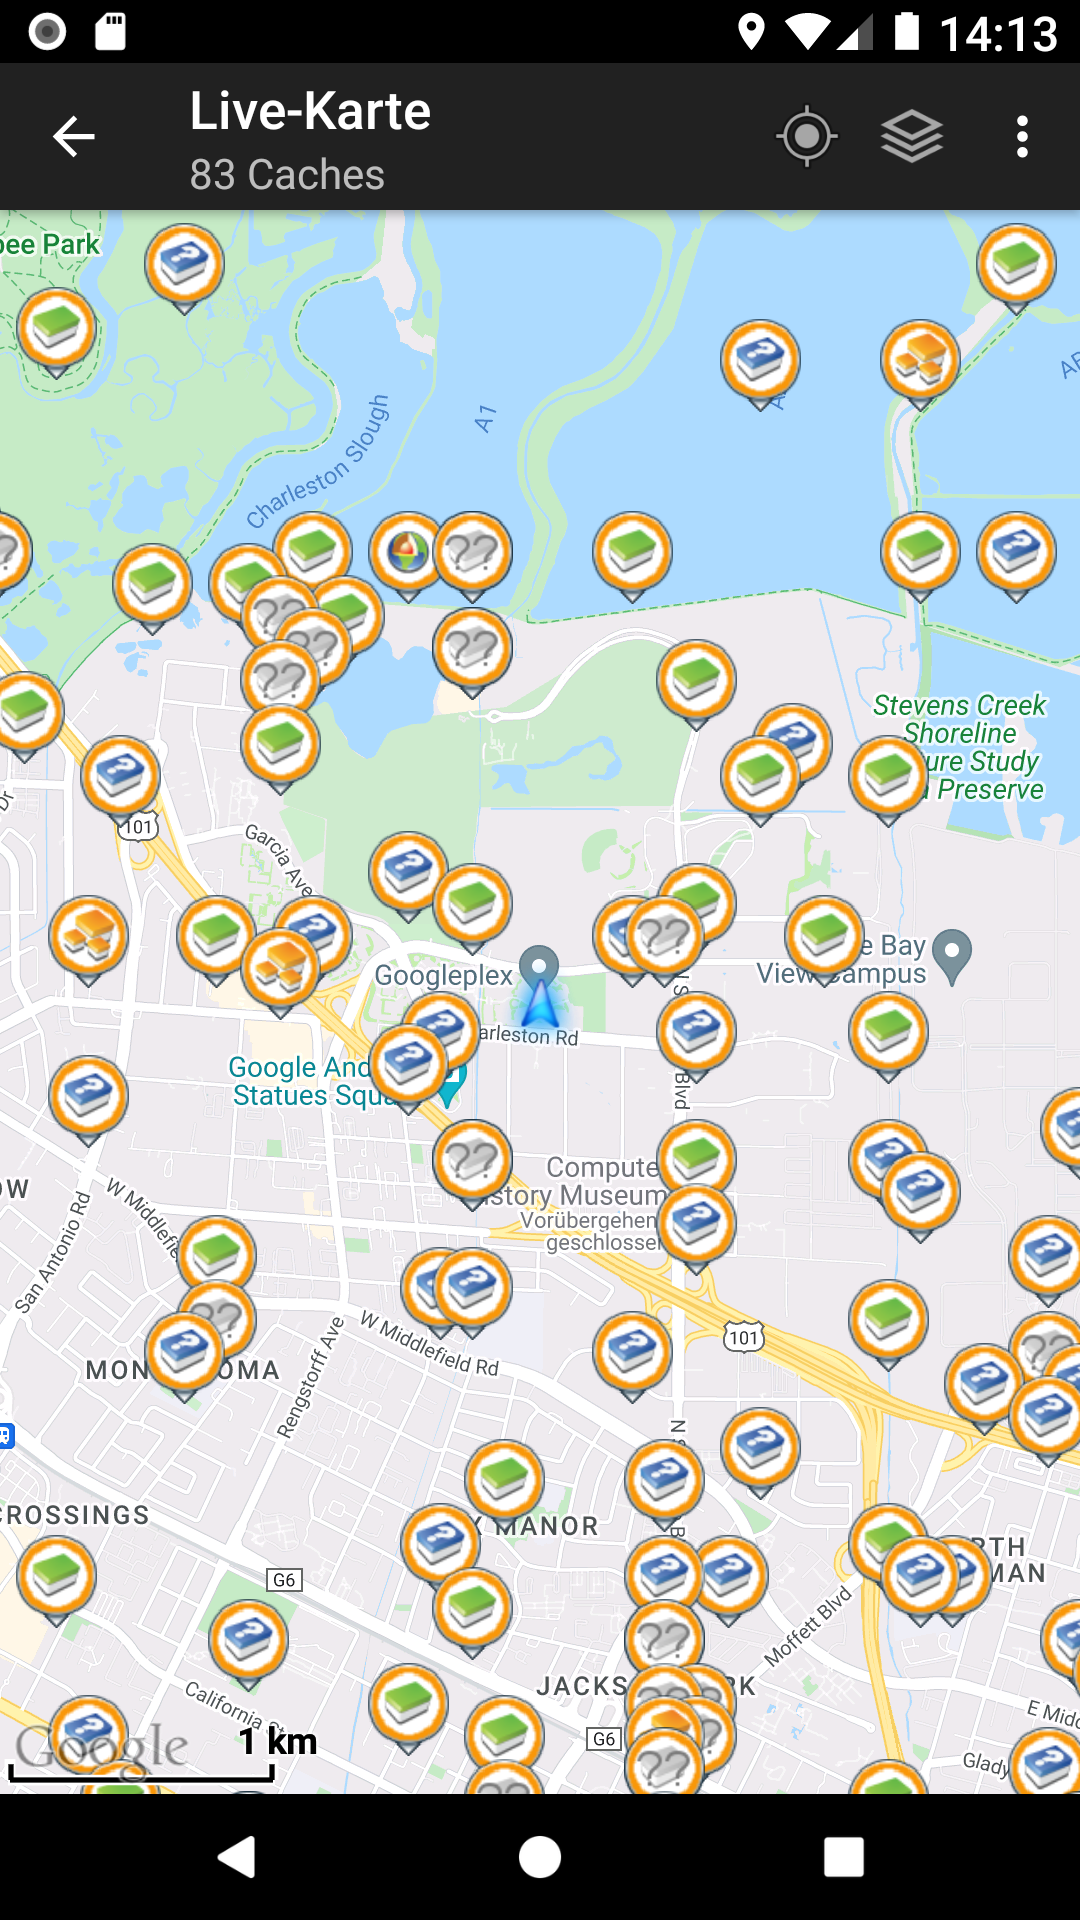 14:13
Live-Karte
83 Caches
bee Park
Charleston Slough
A1
Stevens Creek
Shoreline
ure Study
Preserve
101
Garcia Ave
e Bay
View Campus
Googleplex
arleston Rd
Google And
Statues Squa
Blvd
Compute
story Museum
Vorübergehen
geschlossen
W Middlefie
San Antonio Rd
W Middlefield Rd
Rengstorff Ave
101
MON OMA
N S
CROSSINGS
Y MANOR
RTH
MAN
G6
Moffett Blvd
JACKS RK
California St
G6
E Midd
Glady
Google
1 km